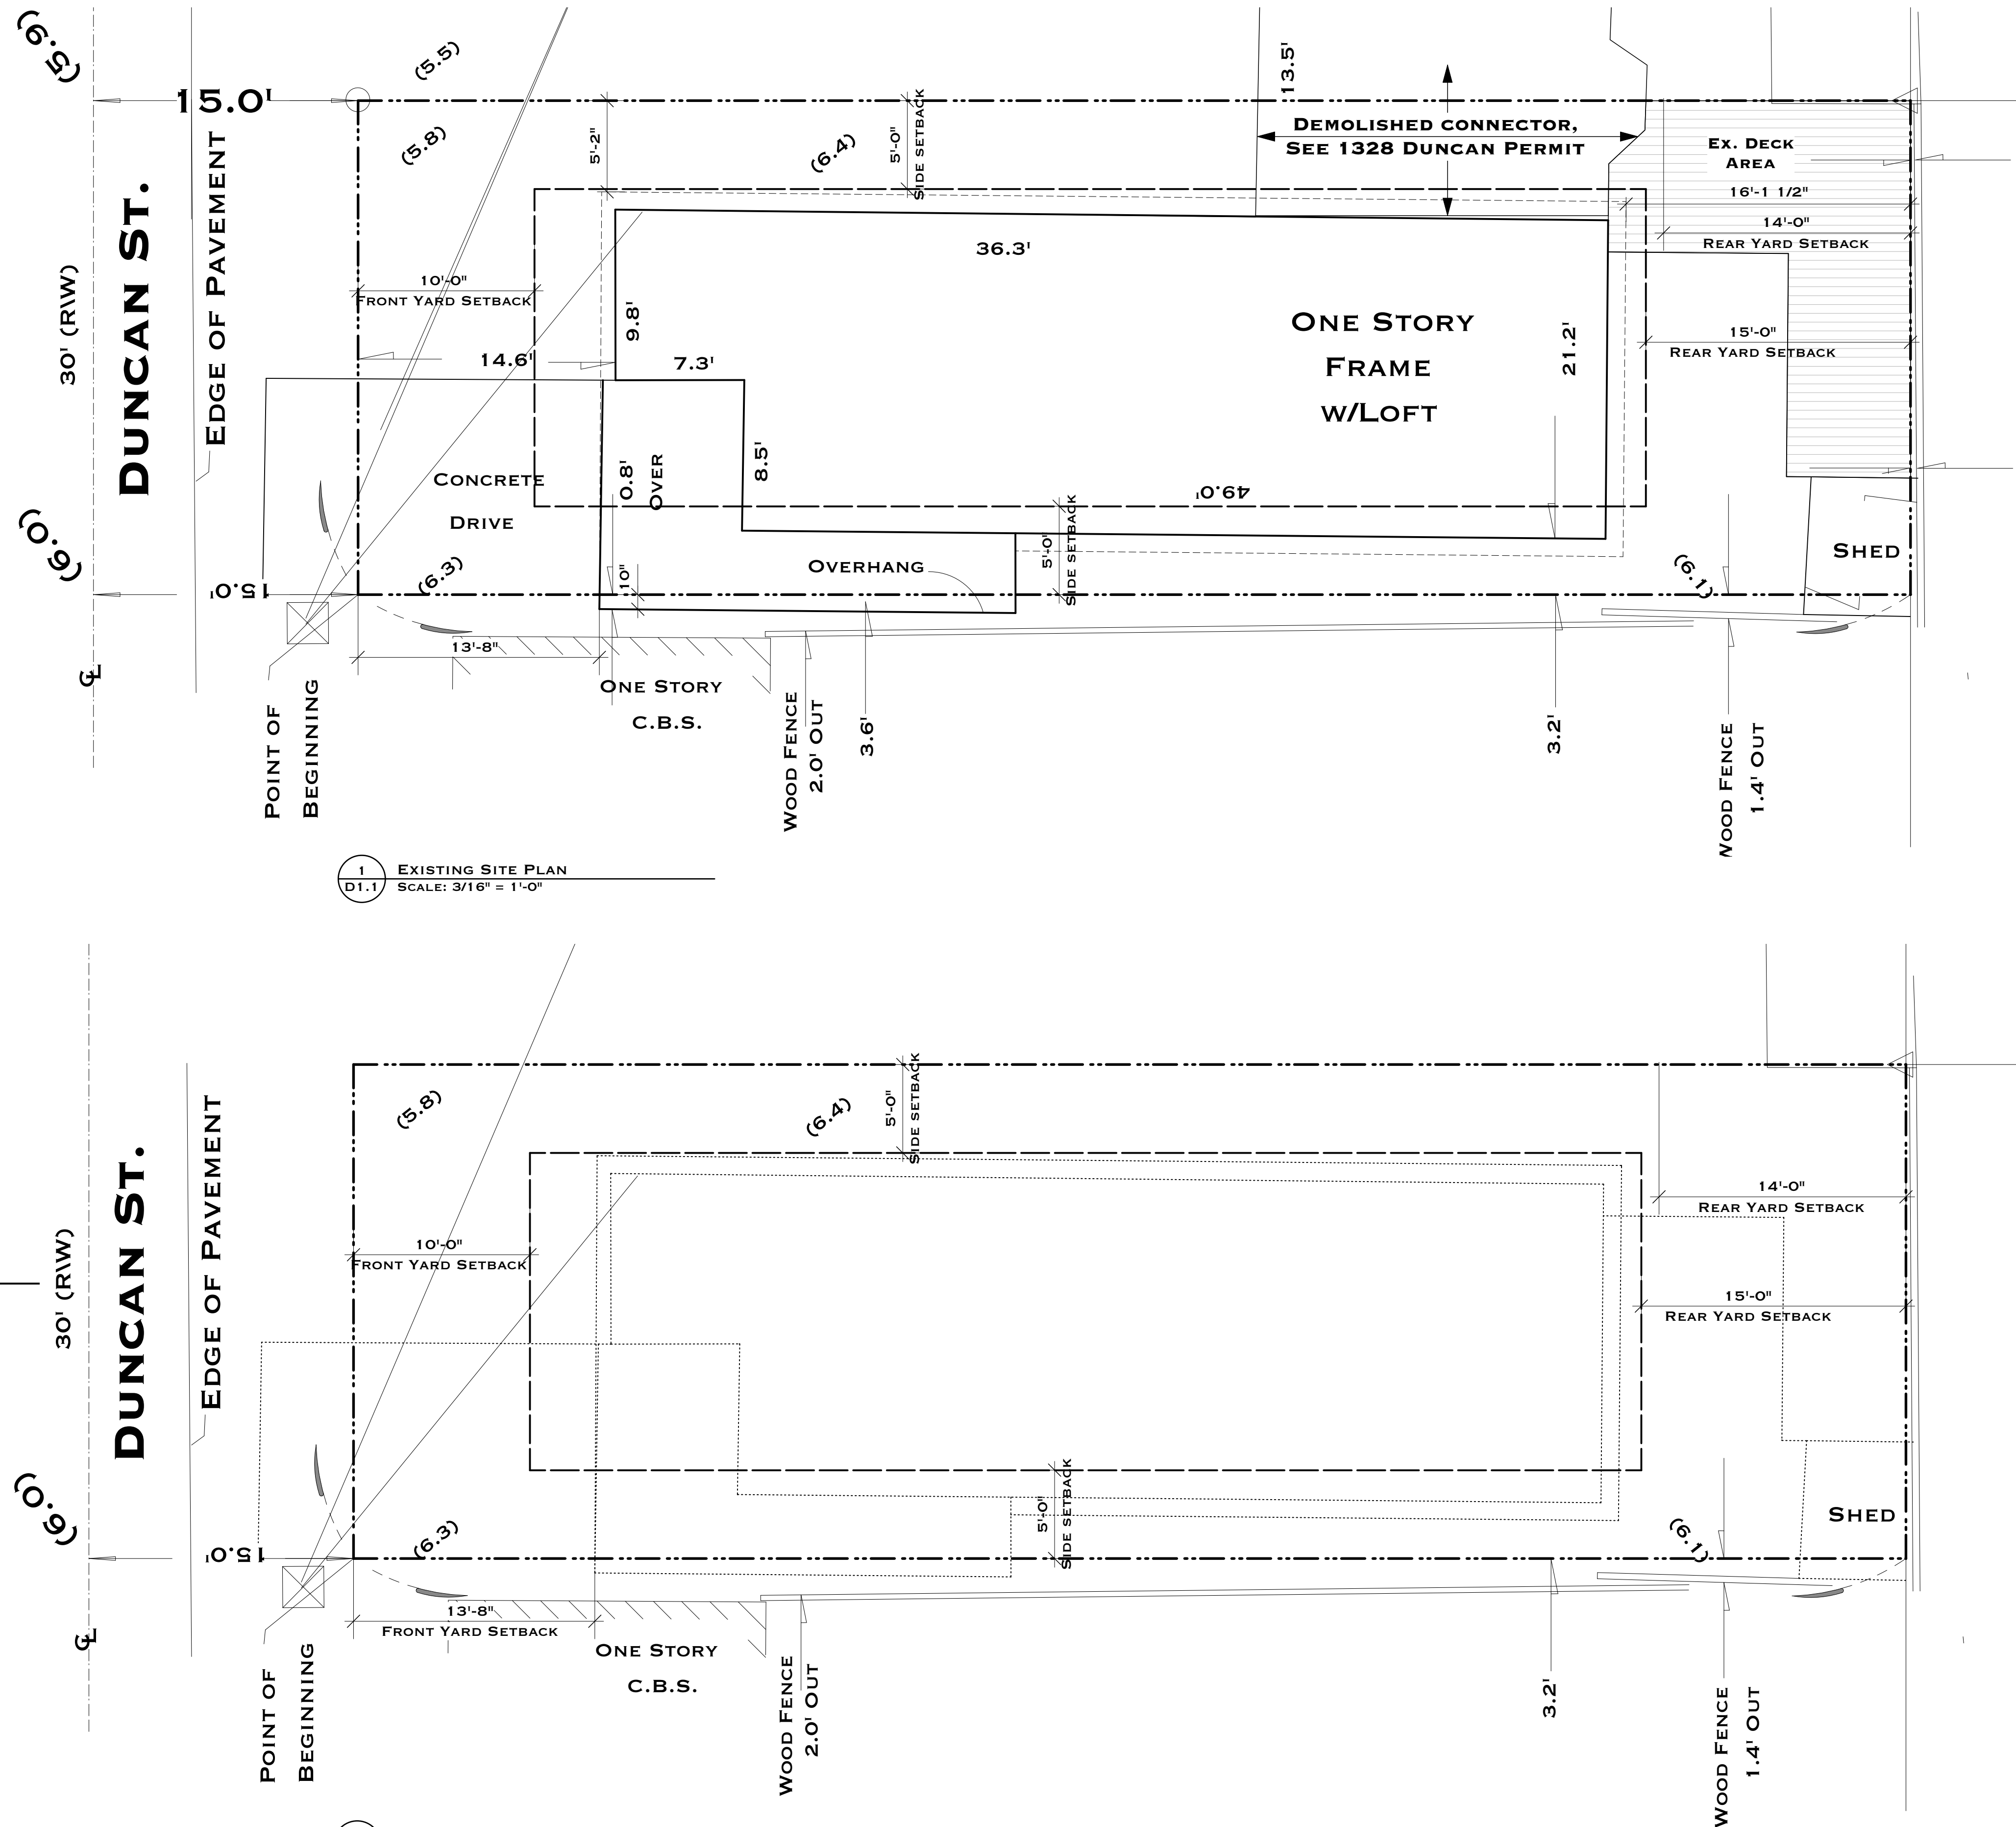 (5.9)
(5.5)
13.5'
15.0'
(5.8)
5'-2"
(6.4)
5'-0"
Side setback
Demolished connector,
See 1328 Duncan Permit
Ex. Deck
Area
16'-1 1/2"
14'-0"
Rear Yard Setback
Duncan St.
Edge of Pavement
30' (R\W)
36.3'
10'-0"
Front Yard Setback
9.8'
One Story
Frame
w/Loft
21.2'
15'-0"
Rear Yard Setback
14.6'
7.3'
Concrete
Drive
0.8'
Over
8.5'
49.0'
5'-0"
Side setback
(6.0)
(6.3)
10"
Overhang
(6.1)
Shed
15.0'
13'-8"
℄
Point of
Beginning
One Story
C.B.S.
Wood Fence
2.0' Out
3.6'
3.2'
Wood Fence
1.4' Out
1
D1.1
Existing Site Plan
Scale: 3/16" = 1'-0"
(5.8)
(6.4)
5'-0"
Side setback
Duncan St.
Edge of Pavement
30' (R\W)
14'-0"
Rear Yard Setback
10'-0"
Front Yard Setback
15'-0"
Rear Yard Setback
(6.0)
(6.3)
5'-0"
Side setback
(6.1)
Shed
15.0'
13'-8"
Front Yard Setback
℄
Point of
Beginning
One Story
C.B.S.
Wood Fence
2.0' Out
3.2'
Wood Fence
1.4' Out